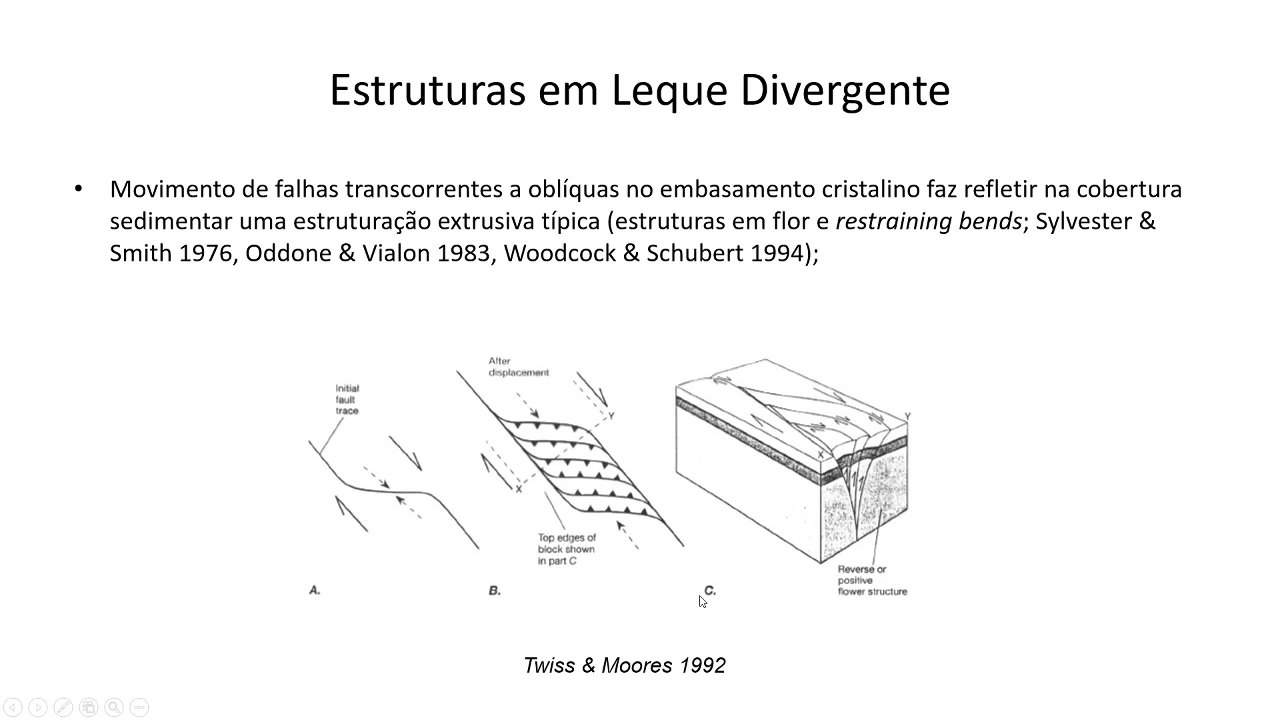 Estruturas em Leque Divergente
• Movimento de falhas transcorrentes a oblíquas no embasamento cristalino faz refletir na cobertura
sedimentar uma estruturação extrusiva típica (estruturas em flor e restraining bends; Sylvester &
Smith 1976, Oddone & Vialon 1983, Woodcock & Schubert 1994);
Initial
fault
trace
A.
After
displacement
Y
X
Top edges of
block shown
in part C
B.
Y
X
Reverse or
positive
flower structure
C.
Twiss & Moores 1992